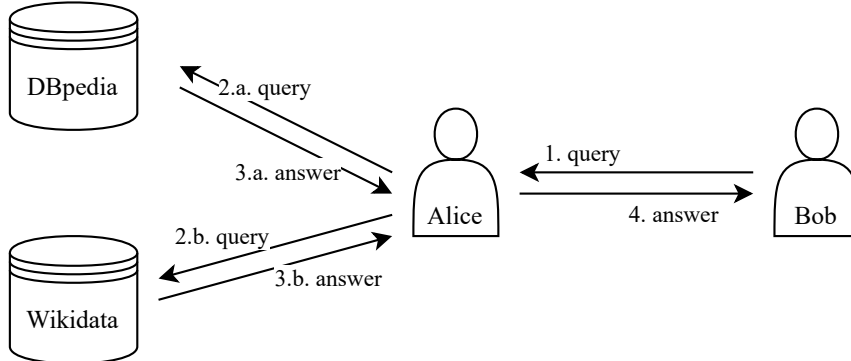 DBpedia
2.a. query
3.a. answer
1. query
Alice
4. answer
Bob
2.b. query
3.b. answer
Wikidata